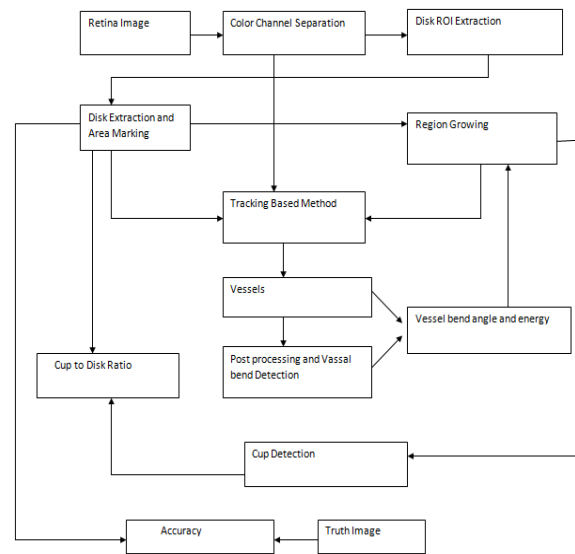 Retina Image
Color Channel Separation
Disk ROI Extraction
Disk Extraction and
Area Marking
Region Growing
Tracking Based Method
Vessels
Vessel bend angle and energy
Post processing and Vassal
bend Detection
Cup to Disk Ratio
Cup Detection
Accuracy
Truth Image